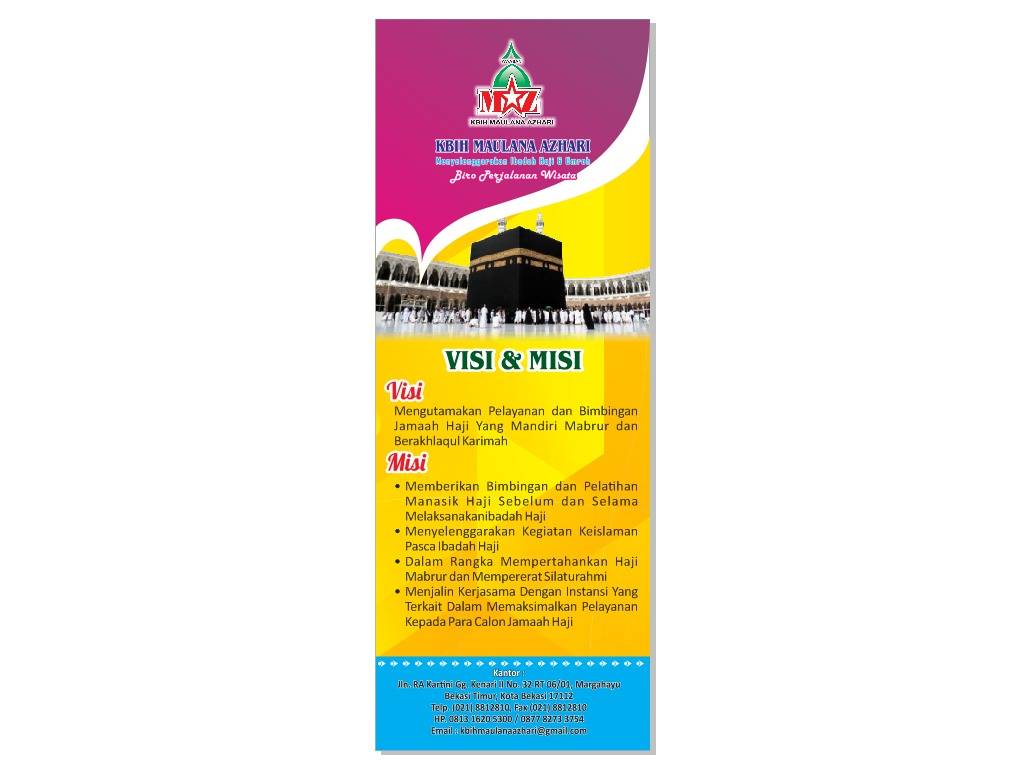 YAMBA
MAZ
KBIH MAULANA AZHARI
KBIH MAULANA AZHARI
Menyelenggarakan Ibadah Haji & Umroh
Biro Perjalanan Wisata
VISI & MISI
Visi
Mengutamakan Pelayanan dan Bimbingan
Jamaah Haji Yang Mandiri Mabrur dan
Berakhlaqul Karimah
Misi
• Memberikan Bimbingan dan Pelatihan
Manasik Haji Sebelum dan Selama
Melaksanakanibadah Haji
• Menyelenggarakan Kegiatan Keislaman
Pasca Ibadah Haji
• Dalam Rangka Mempertahankan Haji
Mabrur dan Mempererat Silaturahmi
• Menjalin Kerjasama Dengan Instansi Yang
Terkait Dalam Memaksimalkan Pelayanan
Kepada Para Calon Jamaah Haji
Kantor :
Jln. RA Kartini Gg. Kenari II No. 32 RT 06/01, Margahayu
Bekasi Timur, Kota Bekasi 17112
Telp. (021) 8812810, Fax (021) 8812810
HP. 0813 1620 5300 / 0877 8273 3754
Email : kbihmaulanaazhari@gmail.com